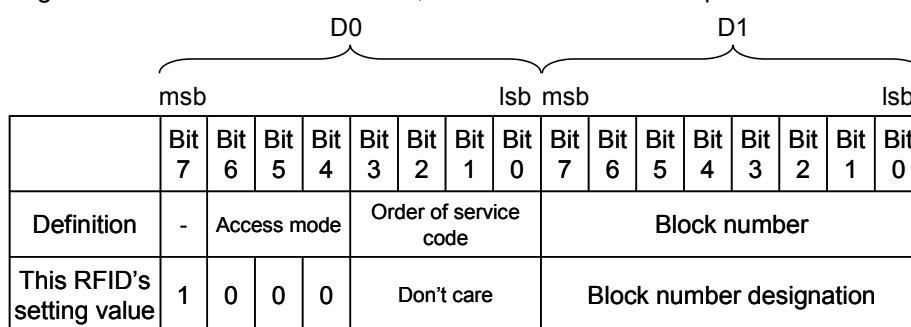 D0 D1
msb lsb msb lsb
Bit 7 Bit 6 Bit 5 Bit 4 Bit 3 Bit 2 Bit 1 Bit 0 Bit 7 Bit 6 Bit 5 Bit 4 Bit 3 Bit 2 Bit 1 Bit 0
Definition - Access mode Order of service code Block number
This RFID's setting value 1 0 0 0 Don't care Block number designation